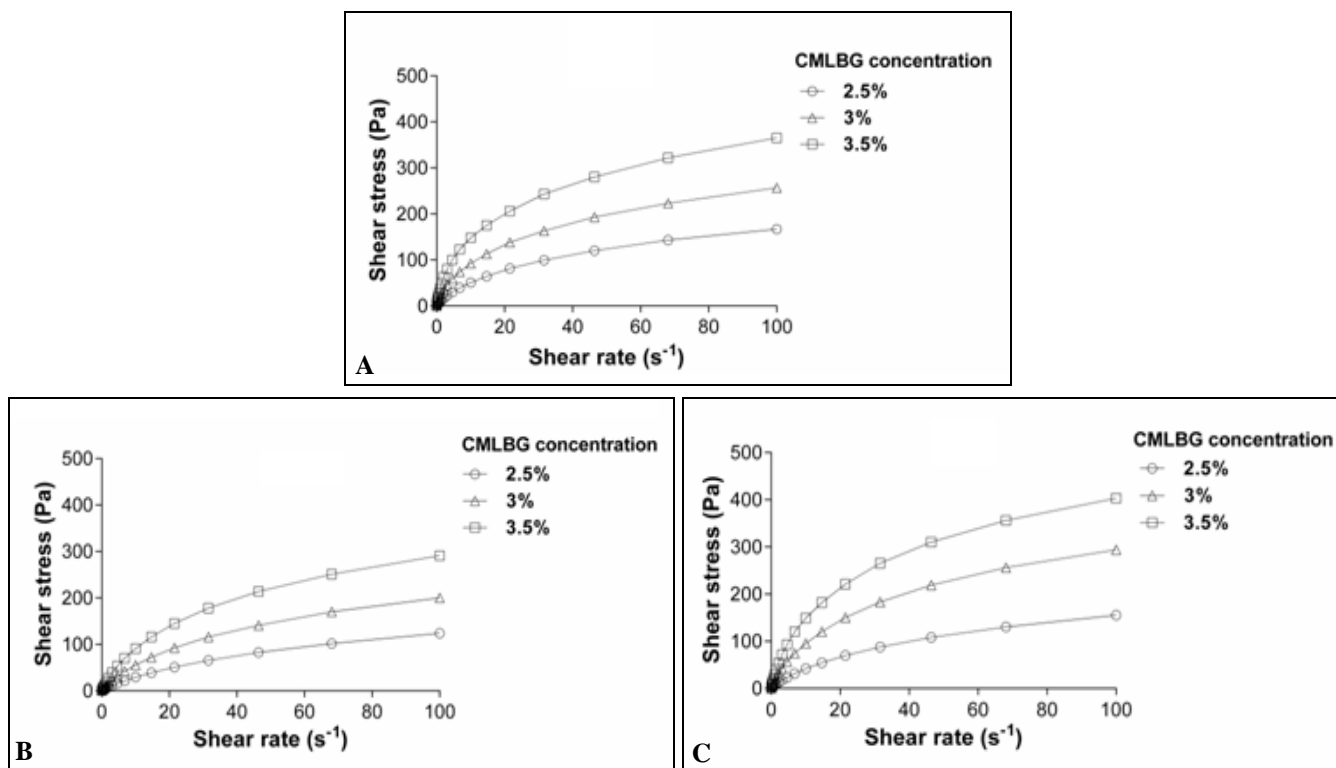 CMLBG concentration
2.5%
3%
3.5%
Shear stress (Pa)
500
400
300
200
100
0
0 20 40 60 80 100
Shear rate (s⁻¹)
A
CMLBG concentration
2.5%
3%
3.5%
Shear stress (Pa)
500
400
300
200
100
0
0 20 40 60 80 100
Shear rate (s⁻¹)
B
CMLBG concentration
2.5%
3%
3.5%
Shear stress (Pa)
500
400
300
200
100
0
0 20 40 60 80 100
Shear rate (s⁻¹)
C